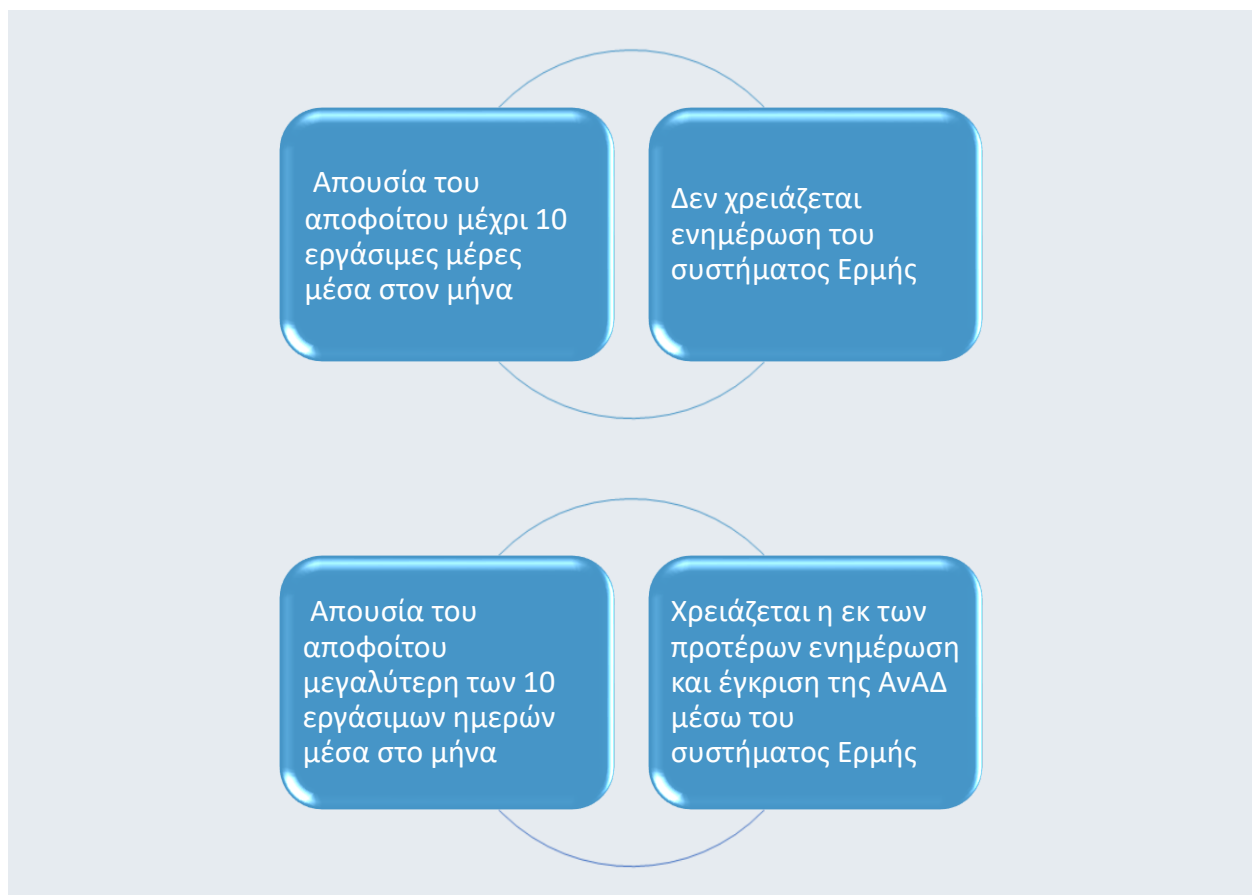 Απουσία του
αποφοίτου μέχρι 10
εργάσιμες μέρες
μέσα στον μήνα
Δεν χρειάζεται
ενημέρωση του
συστήματος Ερμής
Απουσία του
αποφοίτου
μεγαλύτερη των 10
εργάσιμων ημερών
μέσα στο μήνα
Χρειάζεται η εκ των
προτέρων ενημέρωση
και έγκριση της ΑνΑΔ
μέσω του
συστήματος Ερμής